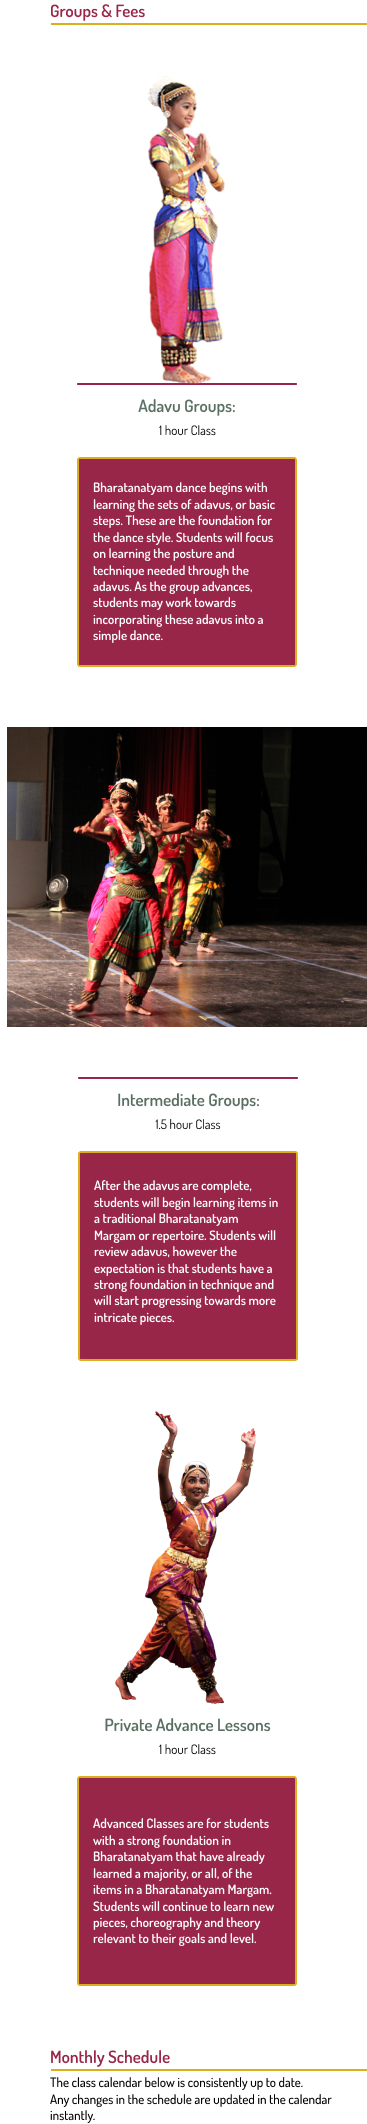 Groups & Fees
Adavu Groups:
1 hour Class
Bharatanatyam dance begins with
learning the sets of adavus, or basic
steps. These are the foundation for
the dance style. Students will focus
on learning the posture and
technique needed through the
adavus. As the group advances,
students may work towards
incorporating these adavus into a
simple dance.
Intermediate Groups:
1.5 hour Class
After the adavus are complete,
students will begin learning items in
a traditional Bharatanatyam
Margam or repertoire. Students will
review adavus, however the
expectation is that students have a
strong foundation in technique and
will start progressing towards more
intricate pieces.
Private Advance Lessons
1 hour Class
Advanced Classes are for students
with a strong foundation in
Bharatanatyam that have already
learned a majority, or all, of the
items in a Bharatanatyam Margam.
Students will continue to learn new
pieces, choreography and theory
relevant to their goals and level.
Monthly Schedule
The class calendar below is consistently up to date.
Any changes in the schedule are updated in the calendar
instantly.